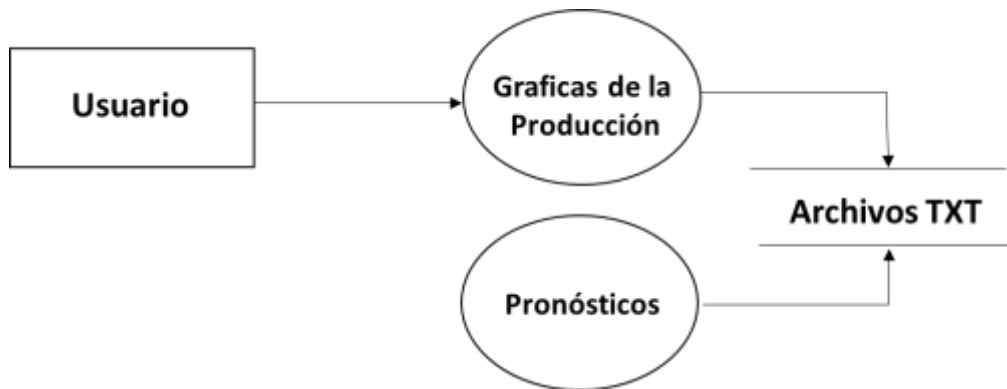 Usuario
Graficas de la
Producción
Archivos TXT
Pronósticos